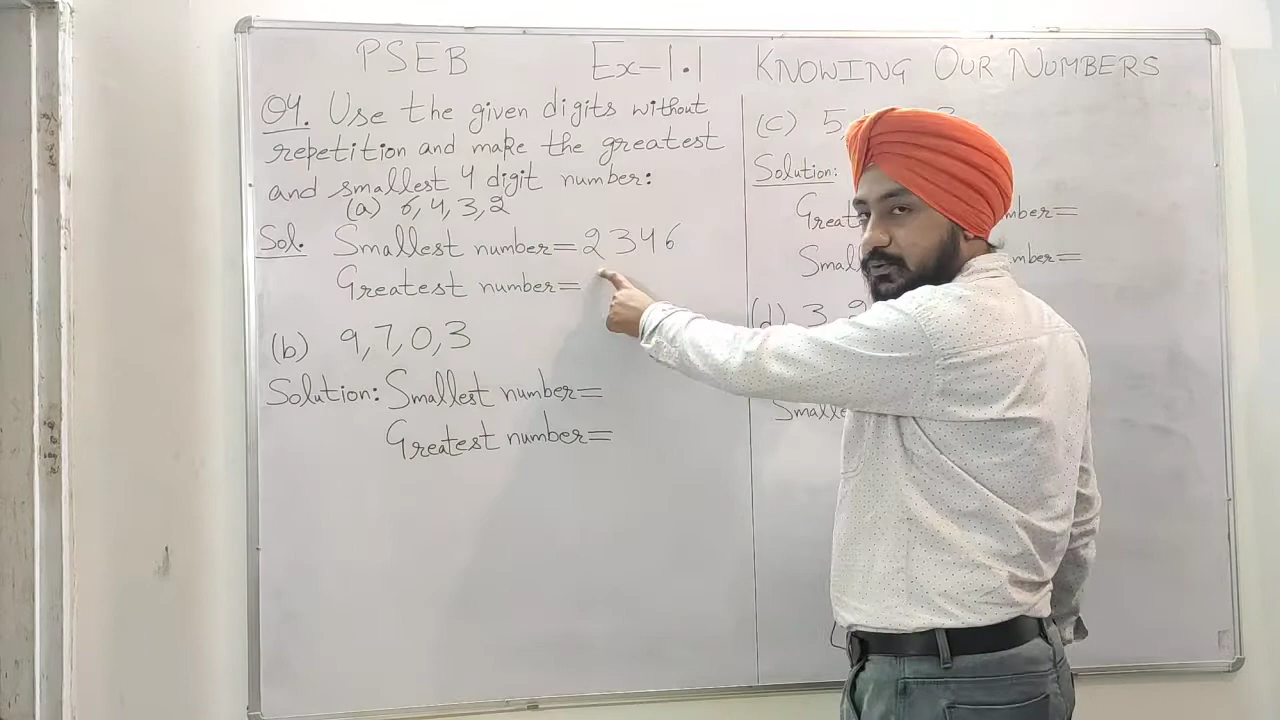 PSEB Ex-1.1 KNOWING OUR NUMBERS
Q4. Use the given digits without
repetition and make the greatest
and smallest 4 digit number:
(a) 6, 4, 3, 2
Sol. Smallest number= 2346
Greatest number=
(b) 9, 7, 0, 3
Solution: Smallest number=
Greatest number=
(c) 5,
Solution:
(d) 3